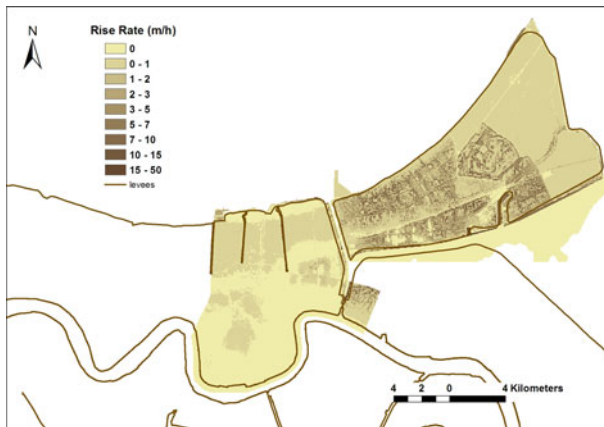 N
Rise Rate (m/h)
0
0 - 1
1 - 2
2 - 3
3 - 5
5 - 7
7 - 10
10 - 15
15 - 50
levees
4 2 0 4 Kilometers